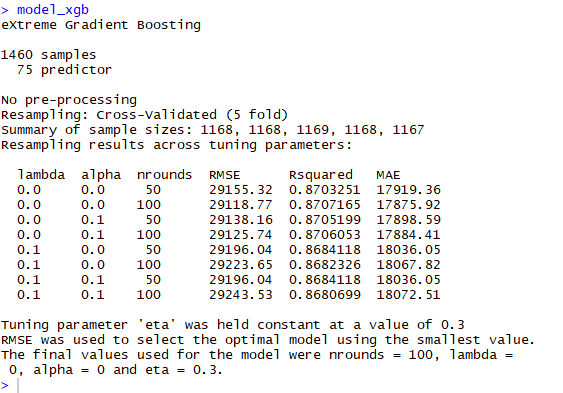 > model_xgb
eXtreme Gradient Boosting

1460 samples
  75 predictor

No pre-processing
Resampling: Cross-Validated (5 fold)
Summary of sample sizes: 1168, 1168, 1169, 1168, 1167
Resampling results across tuning parameters:

  lambda  alpha  nrounds  RMSE      Rsquared   MAE
  0.0     0.0     50      29155.32  0.8703251  17919.36
  0.0     0.0    100      29118.77  0.8707165  17875.92
  0.0     0.1     50      29138.16  0.8705199  17898.59
  0.0     0.1    100      29125.74  0.8706053  17884.41
  0.1     0.0     50      29196.04  0.8684118  18036.05
  0.1     0.0    100      29223.65  0.8682326  18067.82
  0.1     0.1     50      29196.04  0.8684118  18036.05
  0.1     0.1    100      29243.53  0.8680699  18072.51

Tuning parameter 'eta' was held constant at a value of 0.3
RMSE was used to select the optimal model using the smallest value.
The final values used for the model were nrounds = 100, lambda =
 0, alpha = 0 and eta = 0.3.
>